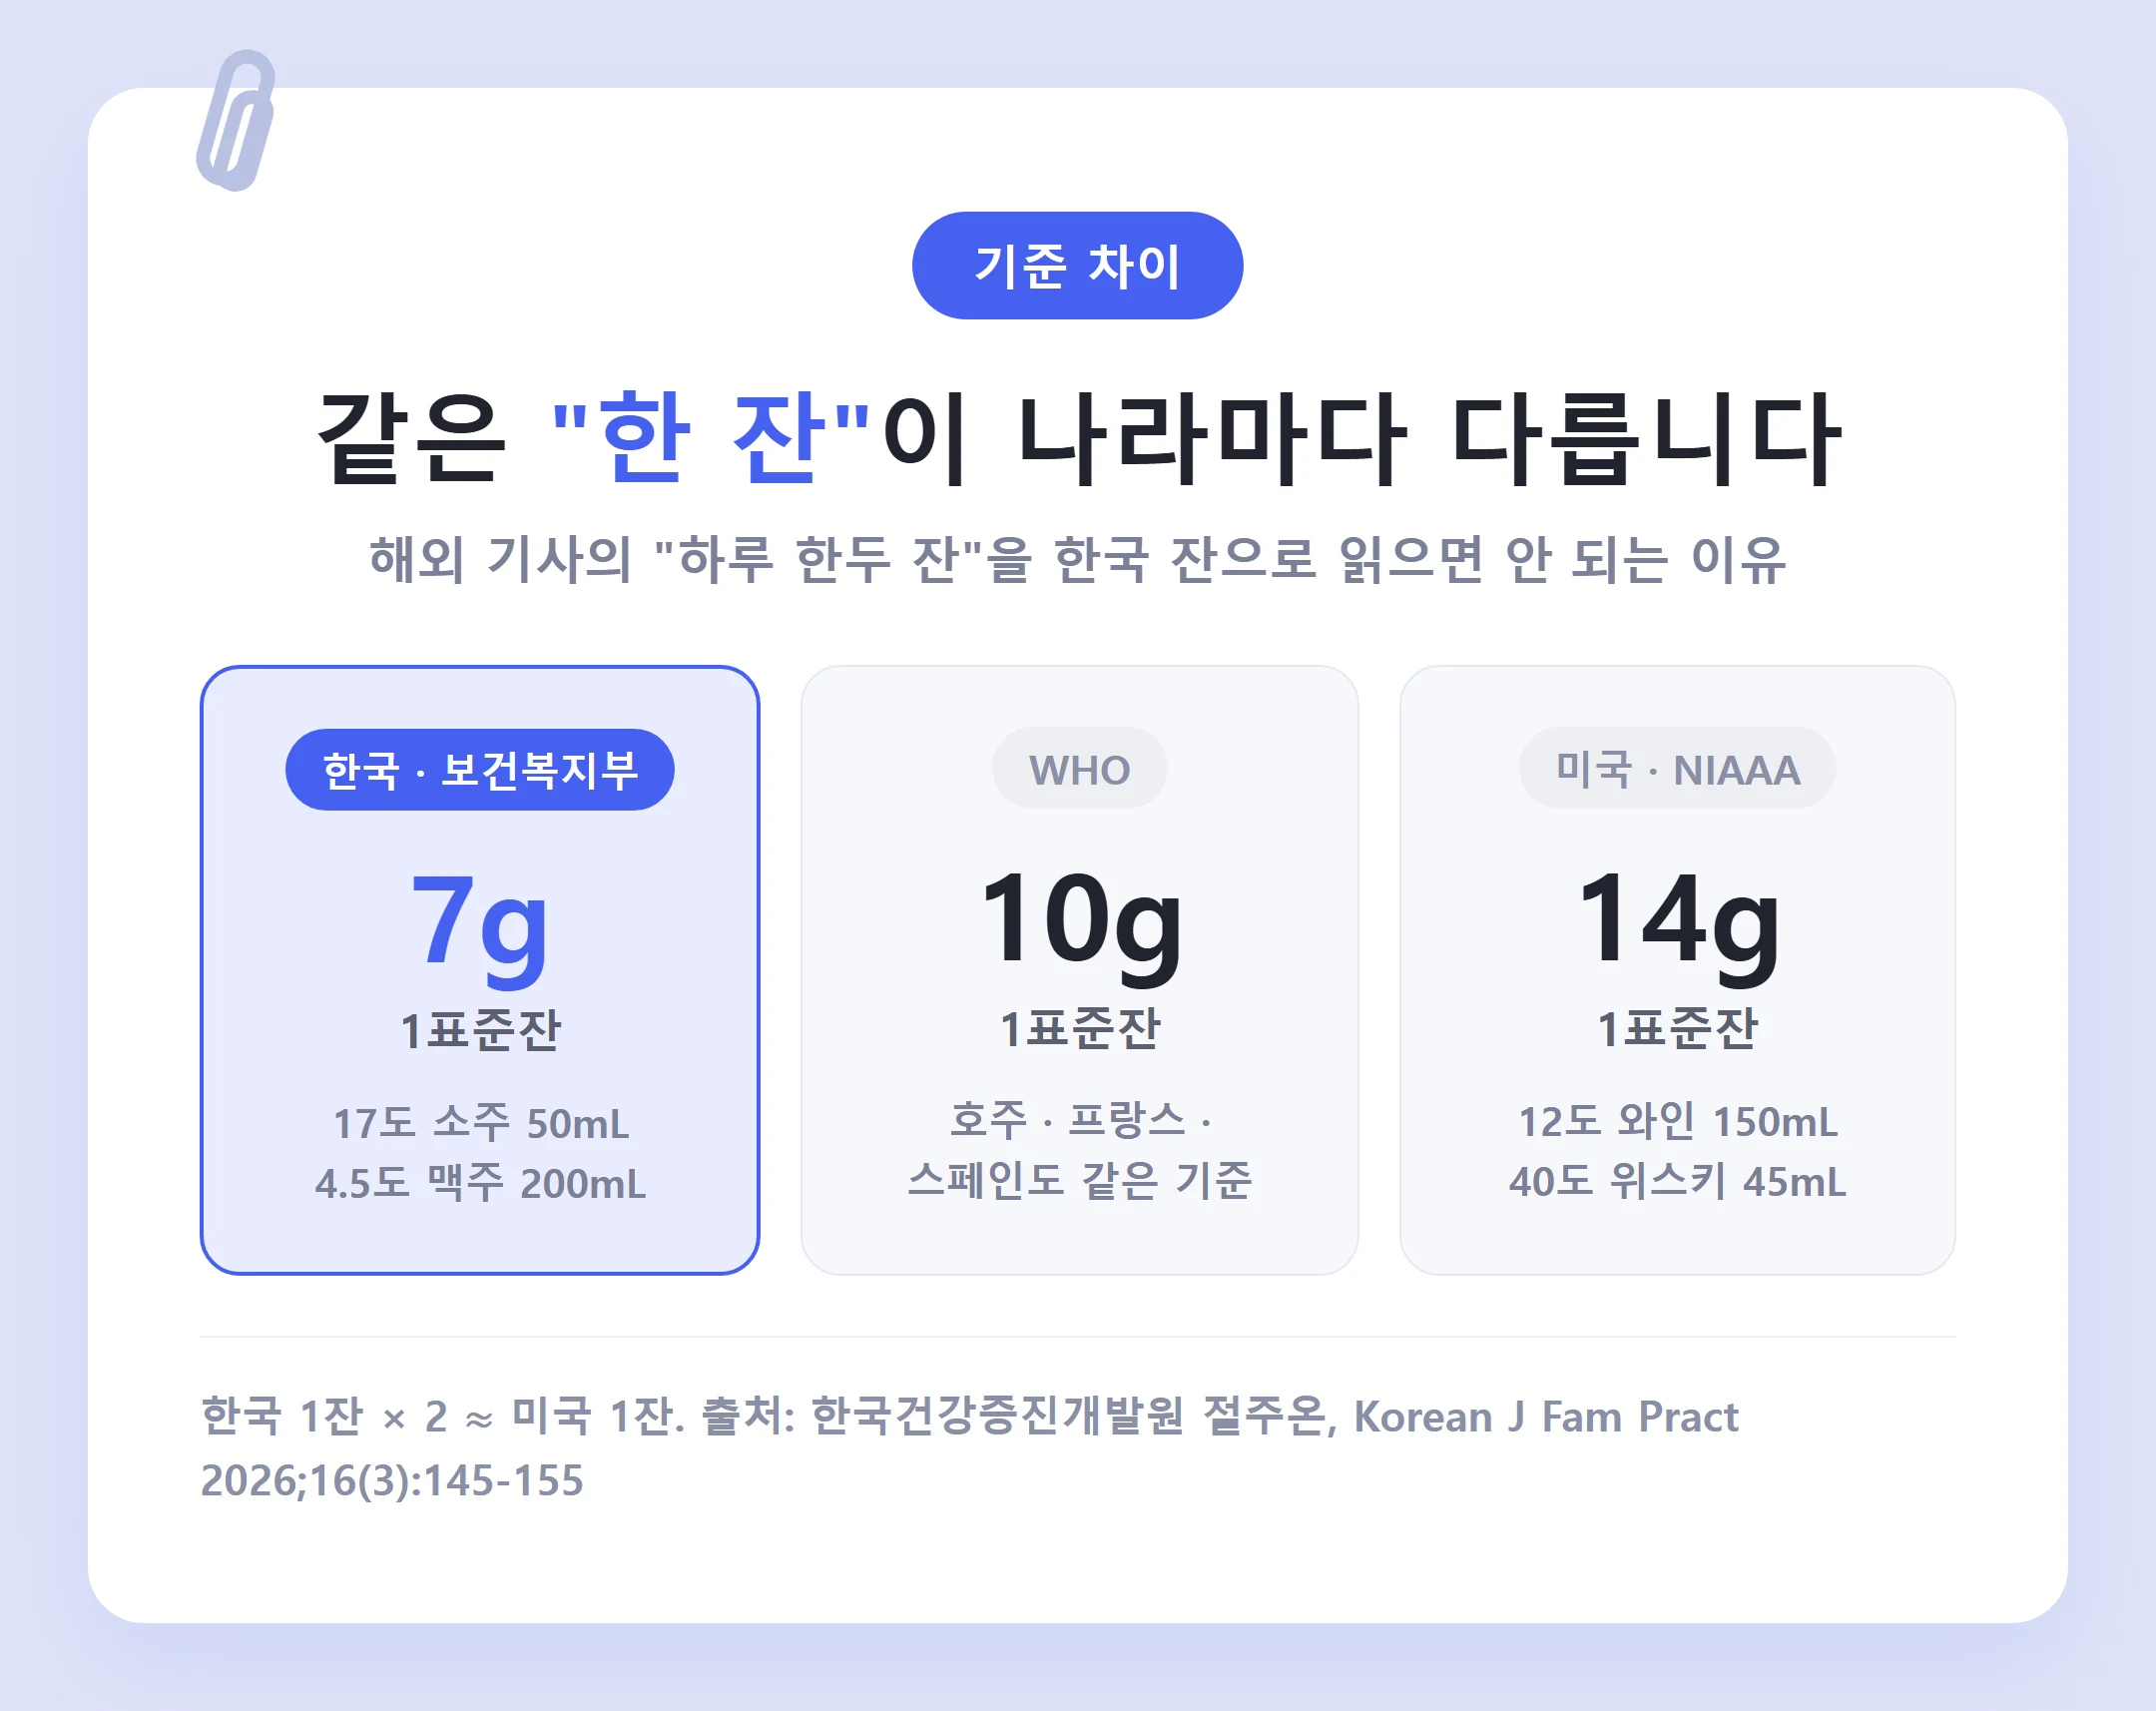 기준 차이
같은 "한 잔"이 나라마다 다릅니다
해외 기사의 "하루 한두 잔"을 한국 잔으로 읽으면 안 되는 이유
한국 · 보건복지부
7g
1표준잔
17도 소주 50mL
4.5도 맥주 200mL
WHO
10g
1표준잔
호주 · 프랑스 ·
스페인도 같은 기준
미국 · NIAAA
14g
1표준잔
12도 와인 150mL
40도 위스키 45mL
한국 1잔 × 2 ≈ 미국 1잔. 출처: 한국건강증진개발원 절주온, Korean J Fam Pract
2026;16(3):145-155